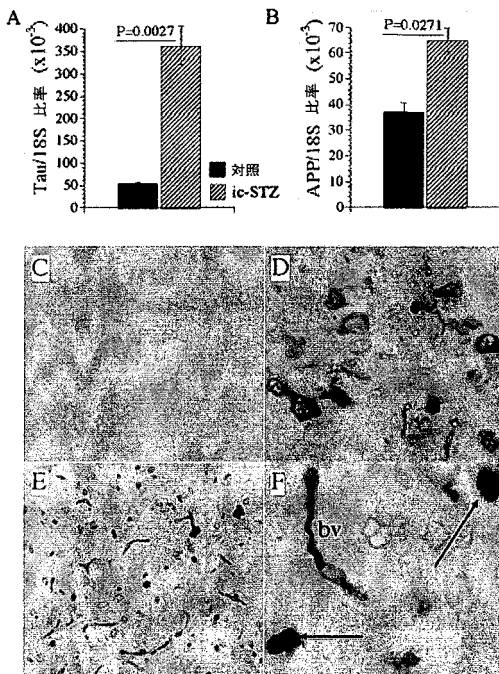 A
P=0.0027
Tau/18S 比率 (x10⁻³)
400
350
300
250
200
150
100
50
0
対照
ic-STZ
B
P=0.0271
APP/18S 比率 (x10⁻³)
70
60
50
40
30
20
10
0
C
D
E
F
bv